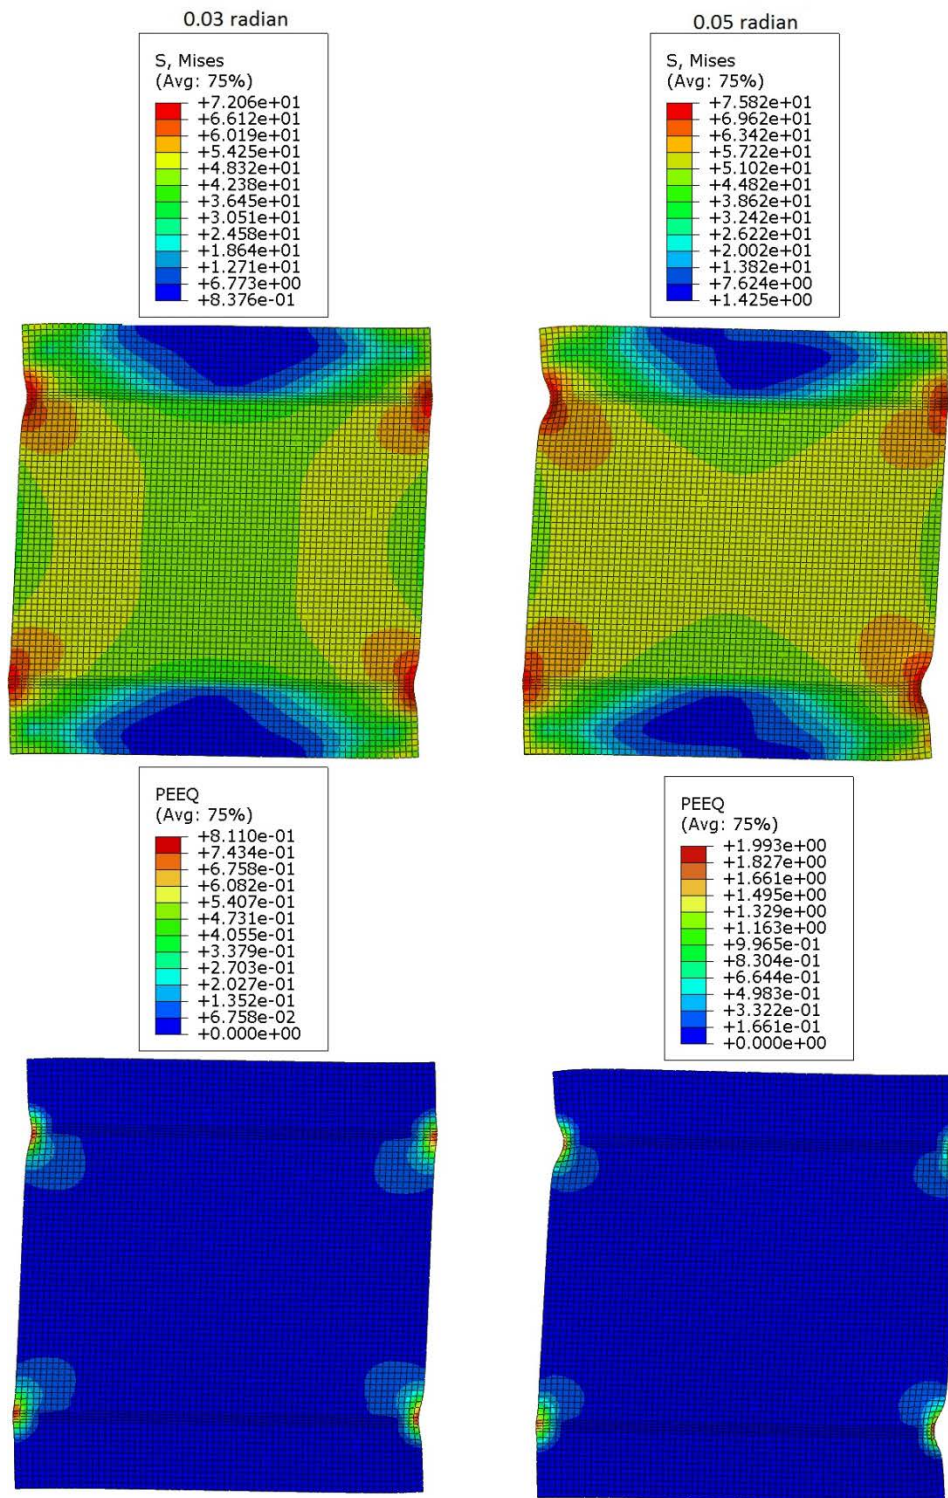 0.03 radian
S, Mises
(Avg: 75%)
+7.206e+01
+6.612e+01
+6.019e+01
+5.425e+01
+4.832e+01
+4.238e+01
+3.645e+01
+3.051e+01
+2.458e+01
+1.864e+01
+1.271e+01
+6.773e+00
+8.376e-01
0.05 radian
S, Mises
(Avg: 75%)
+7.582e+01
+6.962e+01
+6.342e+01
+5.722e+01
+5.102e+01
+4.482e+01
+3.862e+01
+3.242e+01
+2.622e+01
+2.002e+01
+1.382e+01
+7.624e+00
+1.425e+00
PEEQ
(Avg: 75%)
+8.110e-01
+7.434e-01
+6.758e-01
+6.082e-01
+5.407e-01
+4.731e-01
+4.055e-01
+3.379e-01
+2.703e-01
+2.027e-01
+1.352e-01
+6.758e-02
+0.000e+00
PEEQ
(Avg: 75%)
+1.993e+00
+1.827e+00
+1.661e+00
+1.495e+00
+1.329e+00
+1.163e+00
+9.965e-01
+8.304e-01
+6.644e-01
+4.983e-01
+3.322e-01
+1.661e-01
+0.000e+00